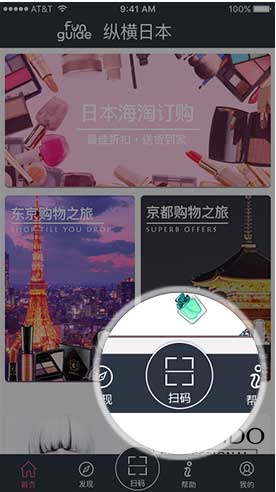 AT&T 9:41 AM 100%
fun guide 纵横日本
日本海淘订购
最佳折扣，送货到家
东京购物之旅
SHOP TILL YOU DROP
京都购物之旅
SUPERB OFFERS
现
扫码
帮
IDO
首页 发现 扫码 帮助 我的